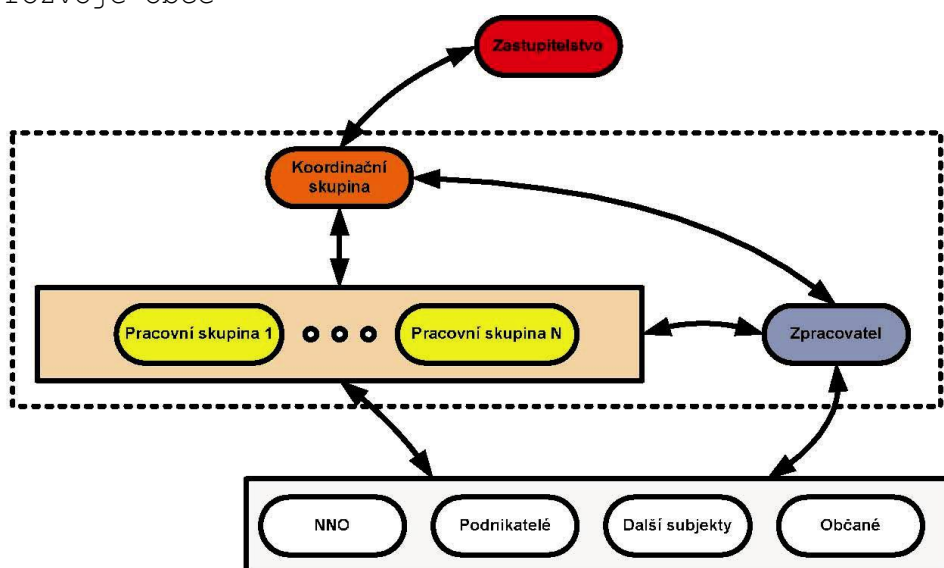 rozvoje obce
Zastupitelstvo
Koordinační
skupina
Pracovní skupina 1
Pracovní skupina N
Zpracovatel
NNO
Podnikatelé
Další subjekty
Občané